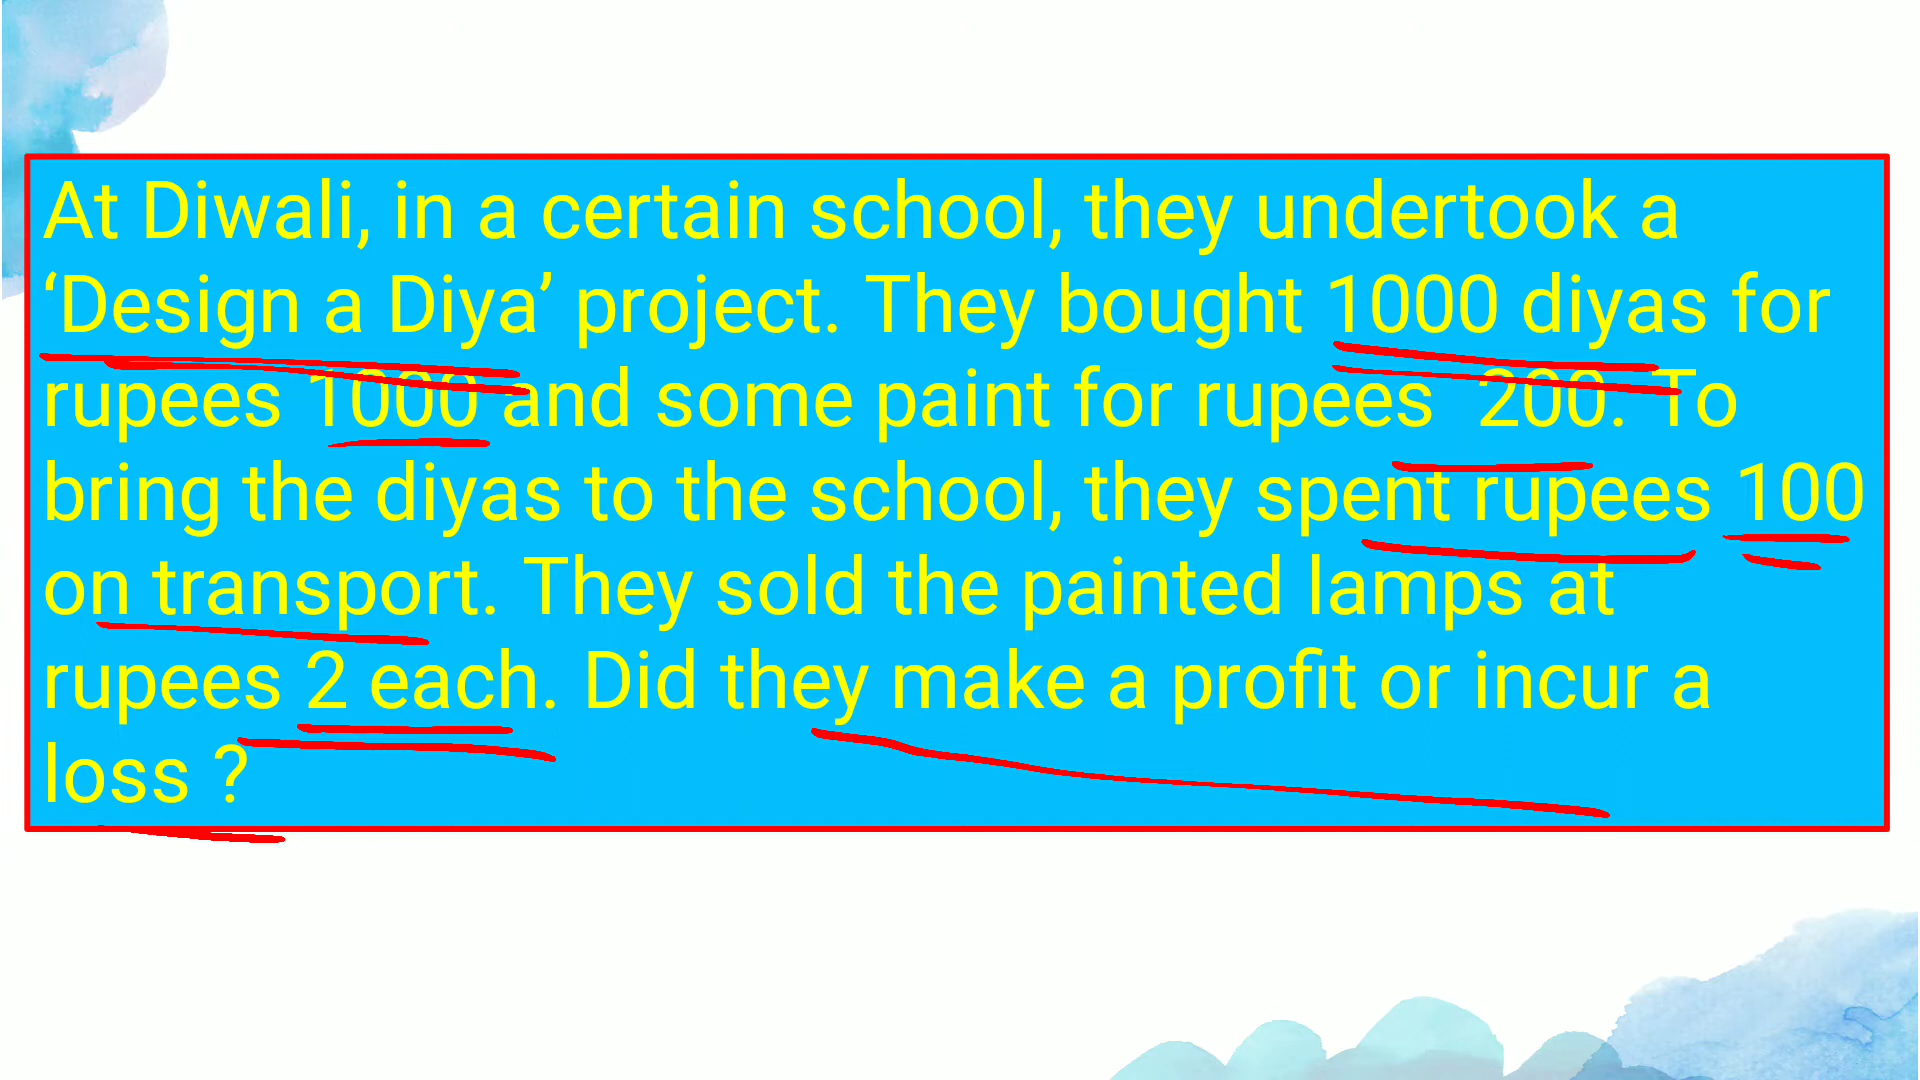 At Diwali, in a certain school, they undertook a
‘Design a Diya’ project. They bought 1000 diyas for
rupees 1000 and some paint for rupees  200. To
bring the diyas to the school, they spent rupees 100
on transport. They sold the painted lamps at
rupees 2 each. Did they make a profit or incur a
loss ?